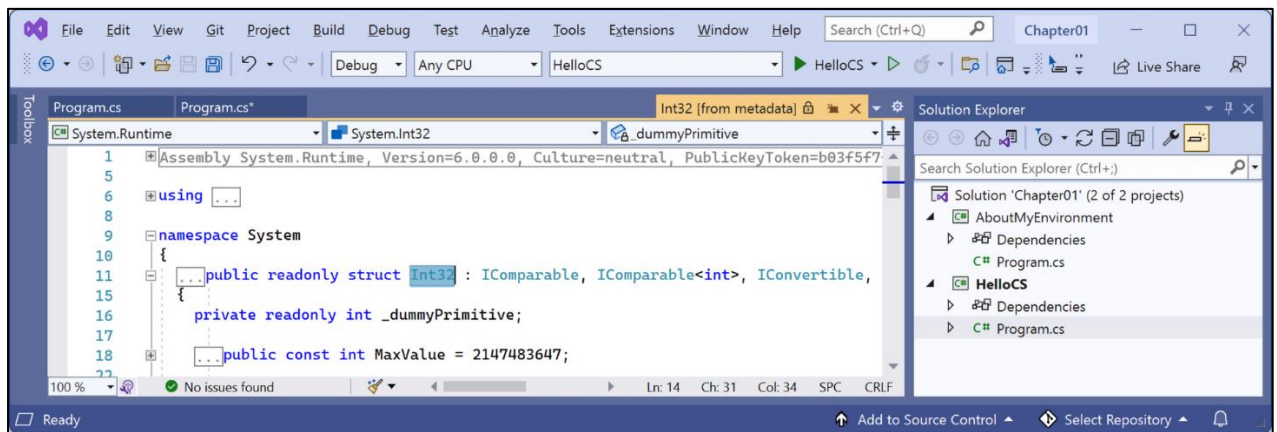 File Edit View Git Project Build Debug Test Analyze Tools Extensions Window Help Search (Ctrl+Q) Chapter01
Debug Any CPU HelloCS HelloCS Live Share
Toolbox
Program.cs Program.cs* Int32 [from metadata]
C# System.Runtime System.Int32 _dummyPrimitive
1 Assembly System.Runtime, Version=6.0.0.0, Culture=neutral, PublicKeyToken=b03f5f7
5
6 using ...
8
9 namespace System
10 {
11 ...public readonly struct Int32 : IComparable, IComparable<int>, IConvertible,
15 {
16 private readonly int _dummyPrimitive;
17
18 ...public const int MaxValue = 2147483647;
22
100 % No issues found Ln: 14 Ch: 31 Col: 34 SPC CRLF
Solution Explorer
Search Solution Explorer (Ctrl+;)
Solution 'Chapter01' (2 of 2 projects)
C# AboutMyEnvironment
Dependencies
C# Program.cs
C# HelloCS
Dependencies
C# Program.cs
Ready Add to Source Control Select Repository